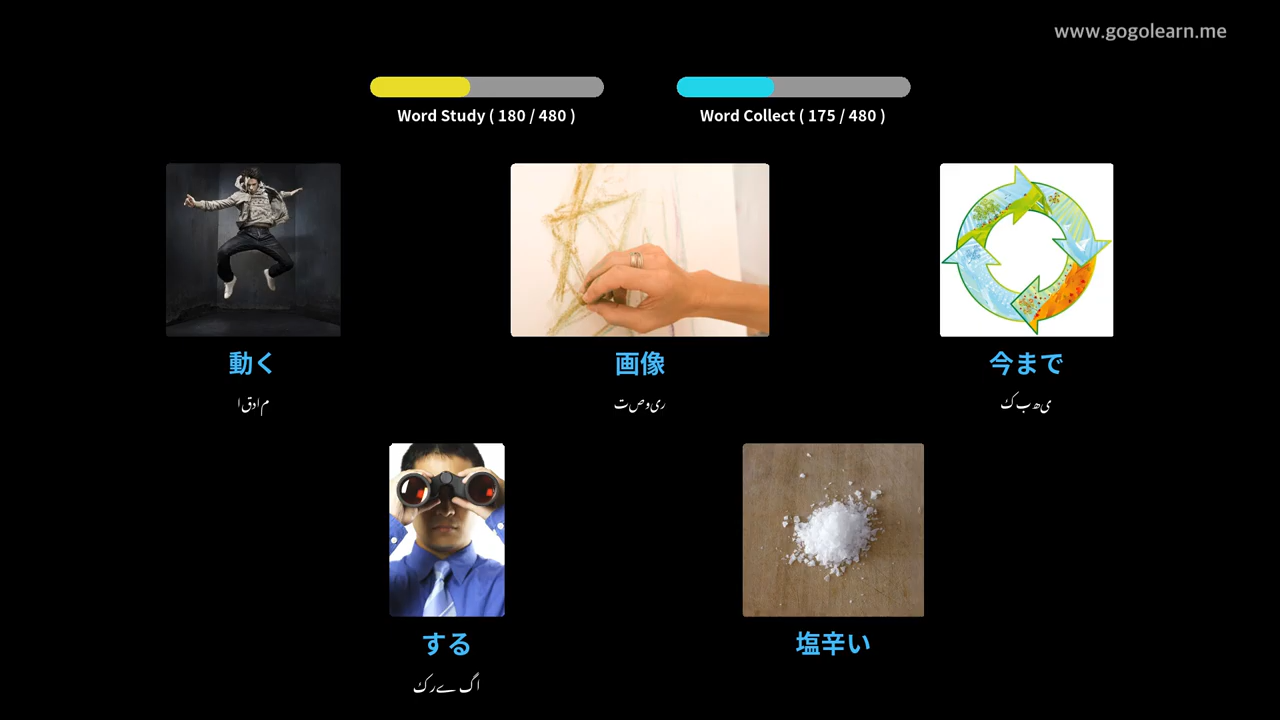 www.gogolearn.me
Word Study ( 180 / 480 )
Word Collect ( 175 / 480 )
動く
画像
今まで
اقدام
تصویر
کبھی
する
塩辛い
کرے گا